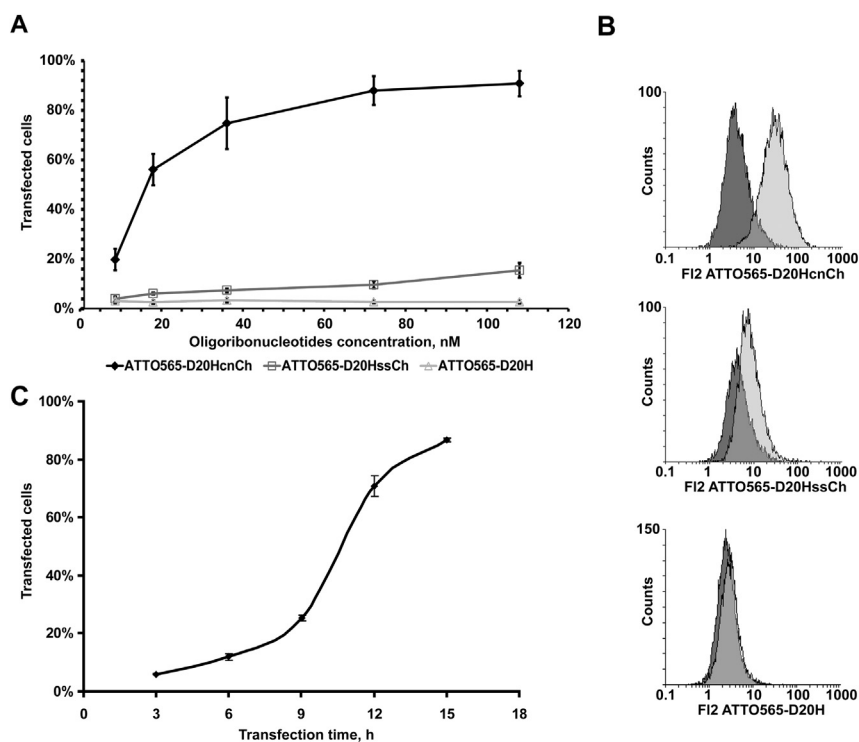 A
100%
80%
60%
40%
20%
0%
Transfected cells
0 20 40 60 80 100 120
Oligoribonucleotides concentration, nM
ATTO565-D20HcnCh ATTO565-D20HssCh ATTO565-D20H
B
100
Counts
0.1 1 10 100 1000
Fl2 ATTO565-D20HcnCh
100
Counts
0.1 1 10 100 1000
Fl2 ATTO565-D20HssCh
150
Counts
0.1 1 10 100 1000
Fl2 ATTO565-D20H
C
100%
80%
60%
40%
20%
0%
Transfected cells
0 3 6 9 12 15 18
Transfection time, h